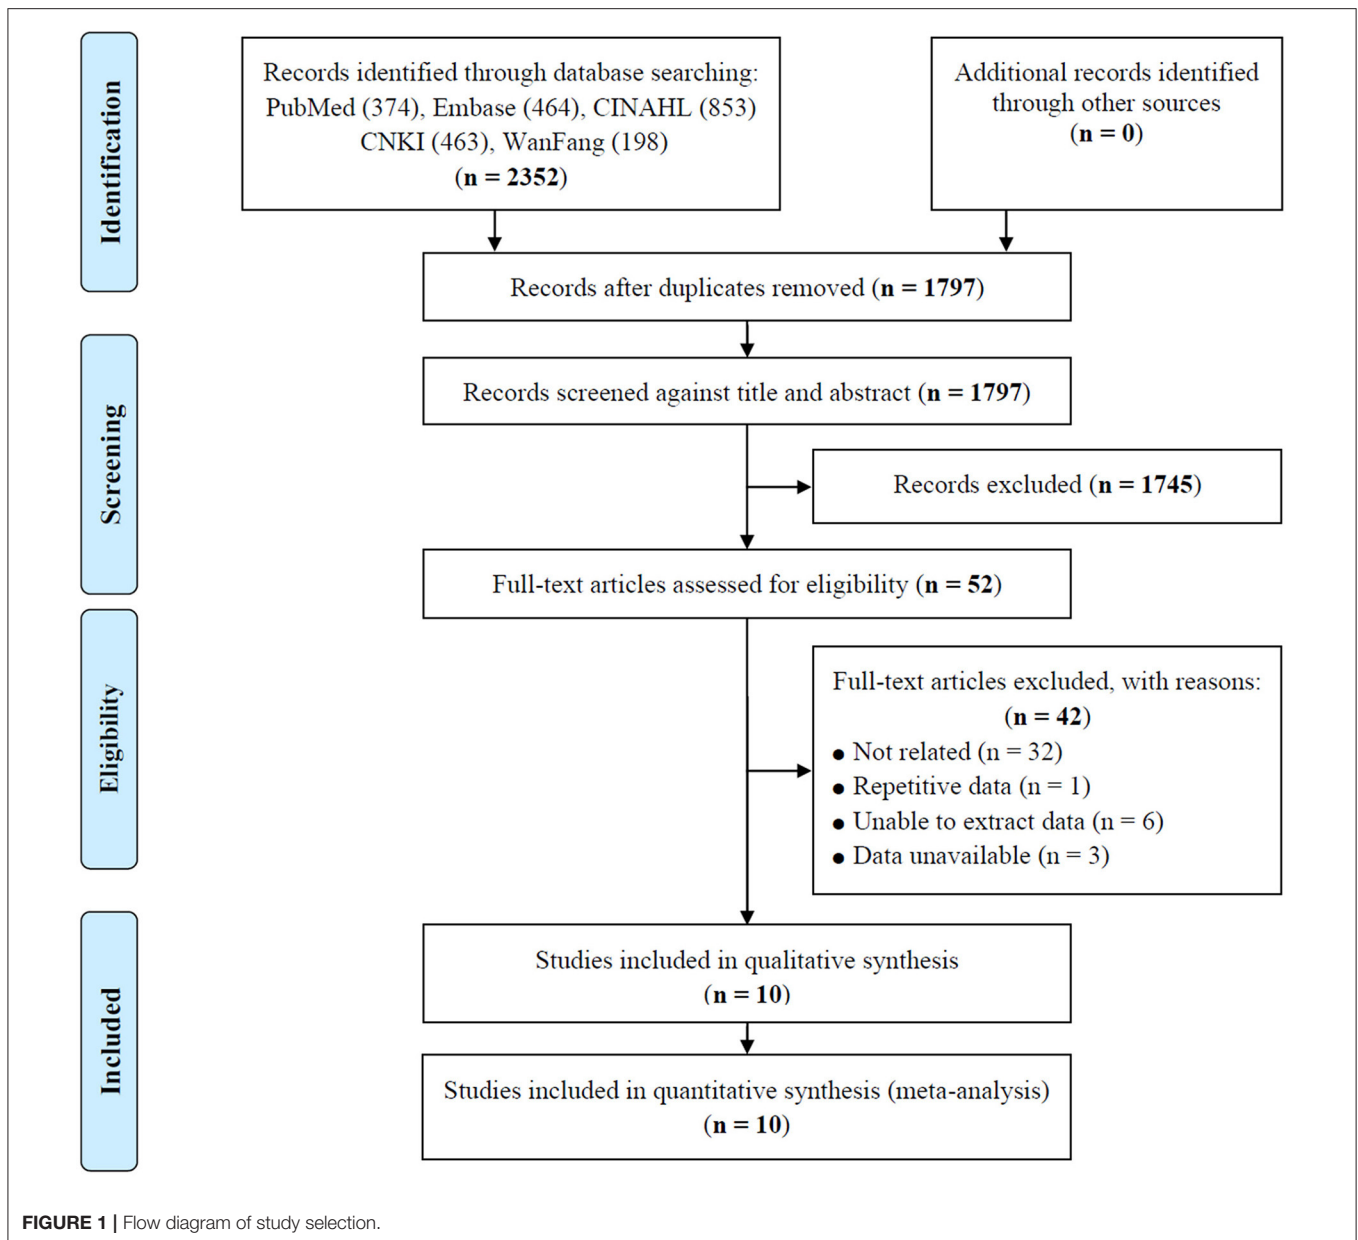 Identification
Records identified through database searching:
PubMed (374), Embase (464), CINAHL (853)
CNKI (463), WanFang (198)
(n = 2352)
Additional records identified
through other sources
(n = 0)
Records after duplicates removed (n = 1797)
Screening
Records screened against title and abstract (n = 1797)
Records excluded (n = 1745)
Full-text articles assessed for eligibility (n = 52)
Eligibility
Full-text articles excluded, with reasons:
(n = 42)
● Not related (n = 32)
● Repetitive data (n = 1)
● Unable to extract data (n = 6)
● Data unavailable (n = 3)
Included
Studies included in qualitative synthesis
(n = 10)
Studies included in quantitative synthesis (meta-analysis)
(n = 10)
FIGURE 1 | Flow diagram of study selection.